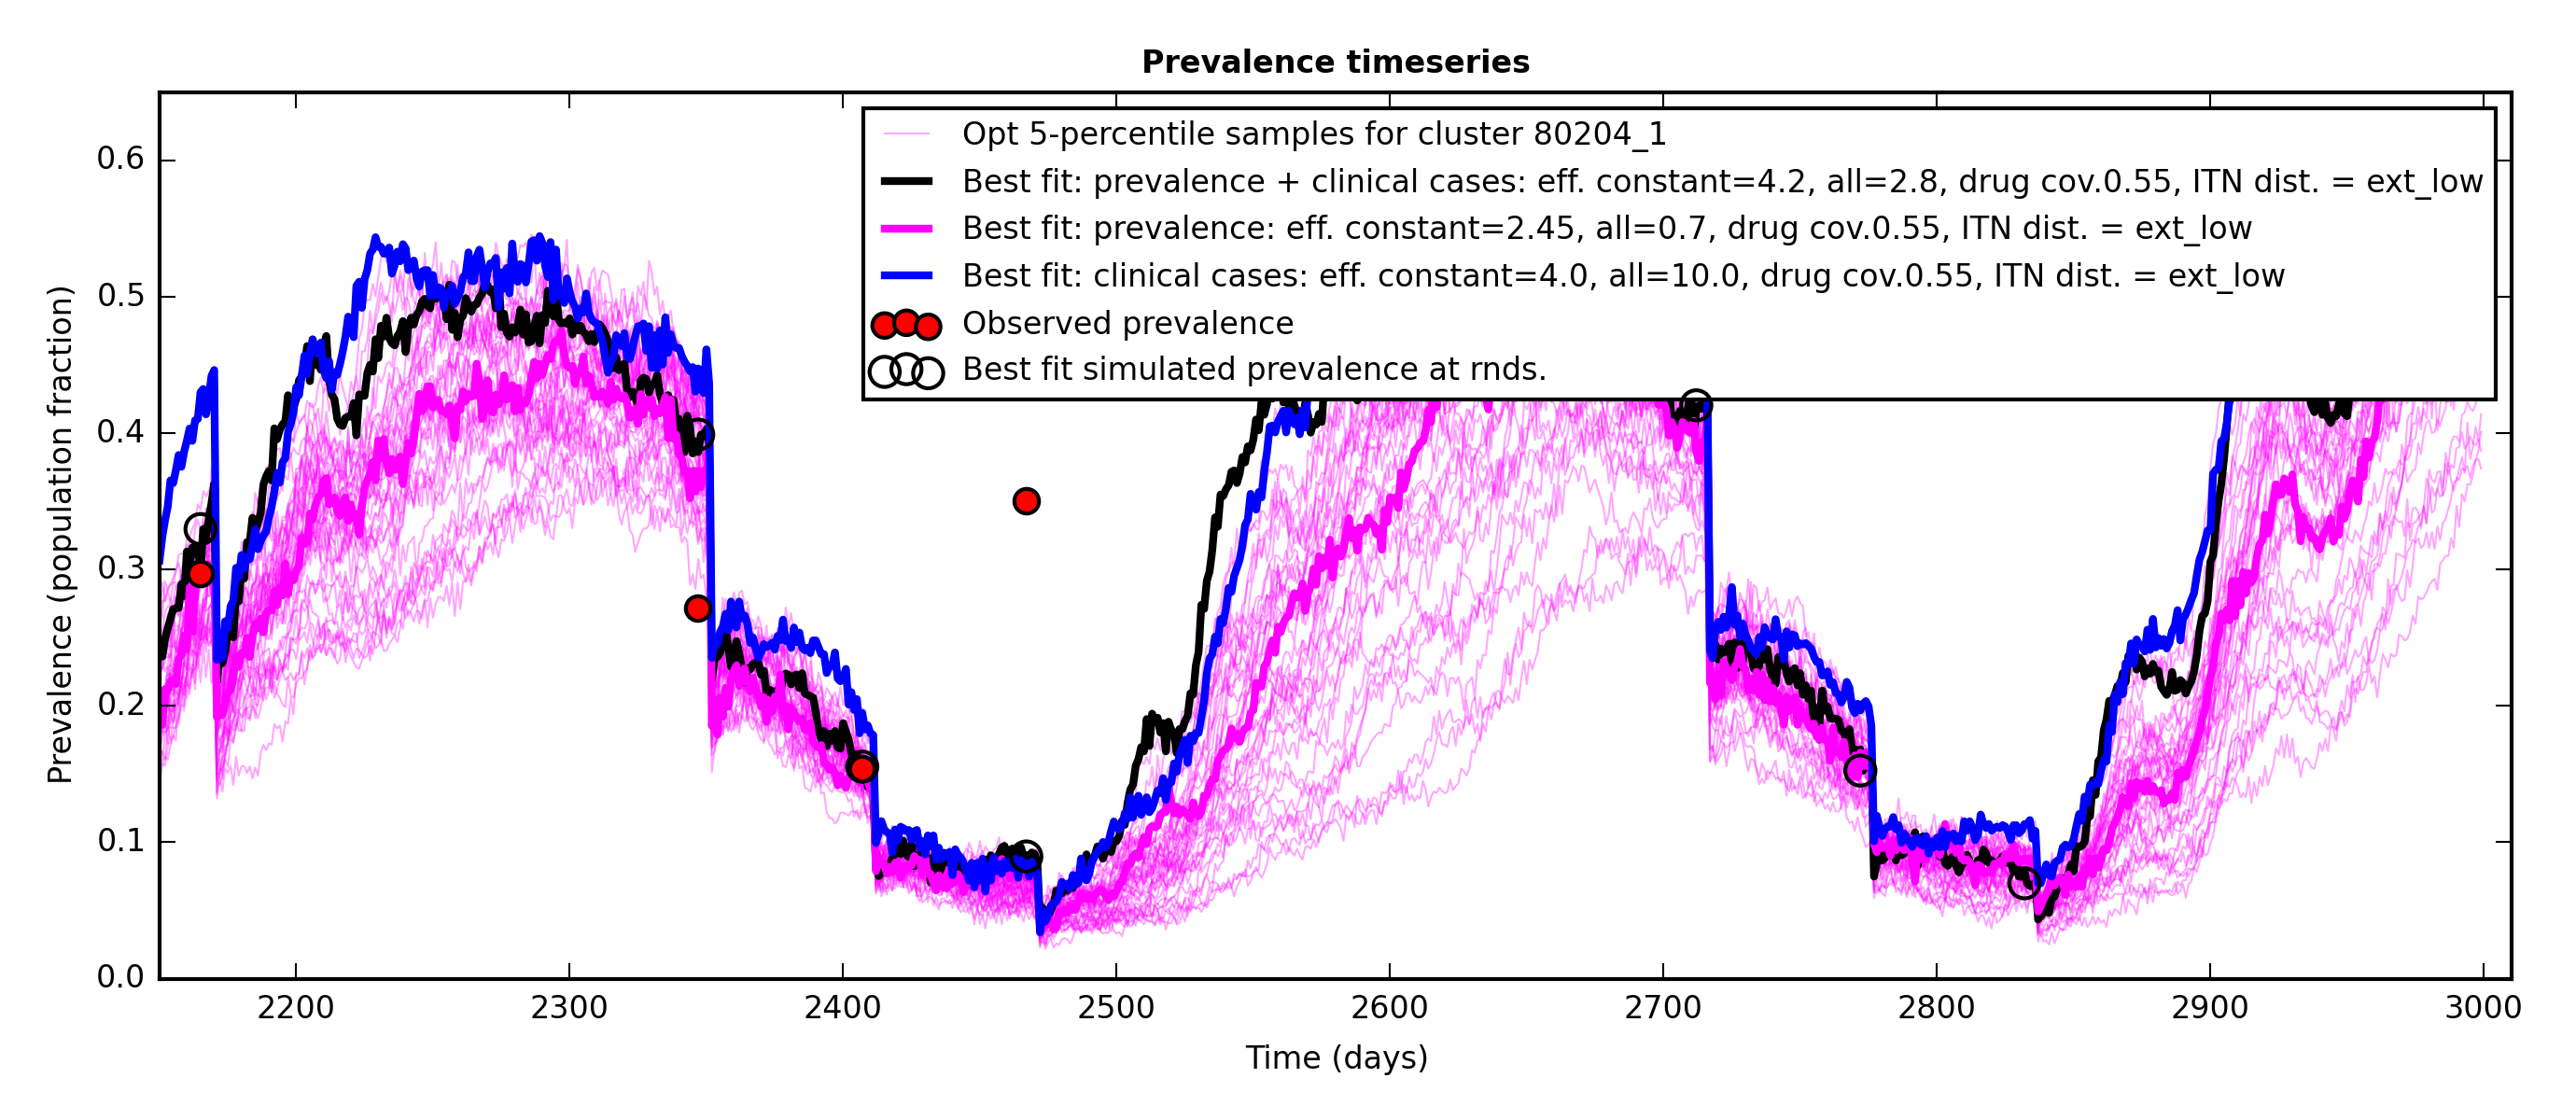 Prevalence timeseries
Opt 5-percentile samples for cluster 80204_1
Best fit: prevalence + clinical cases: eff. constant=4.2, all=2.8, drug cov.0.55, ITN dist. = ext_low
Best fit: prevalence: eff. constant=2.45, all=0.7, drug cov.0.55, ITN dist. = ext_low
Best fit: clinical cases: eff. constant=4.0, all=10.0, drug cov.0.55, ITN dist. = ext_low
Observed prevalence
Best fit simulated prevalence at rnds.
Prevalence (population fraction)
0.6
0.5
0.4
0.3
0.2
0.1
0.0
2200 2300 2400 2500 2600 2700 2800 2900 3000
Time (days)